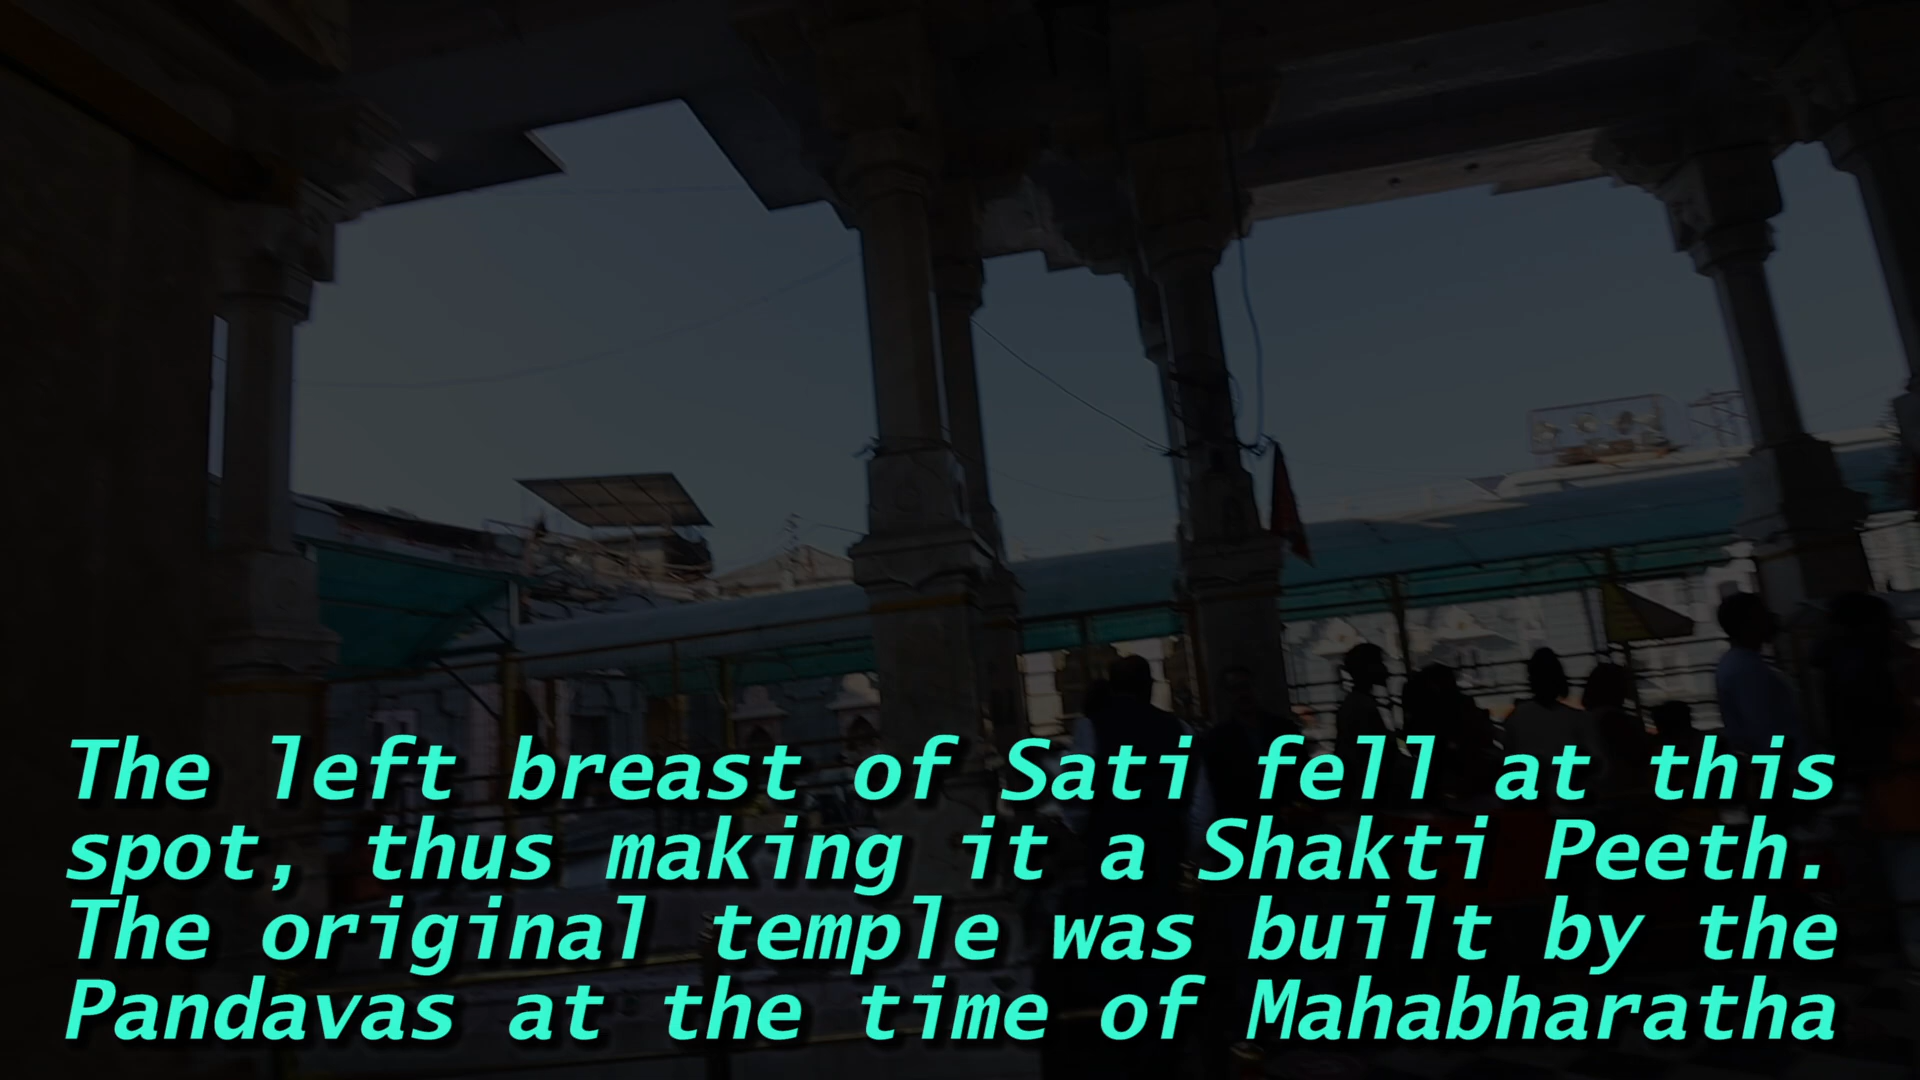 The left breast of Sati fell at this
spot, thus making it a Shakti Peeth.
The original temple was built by the
Pandavas at the time of Mahabharatha